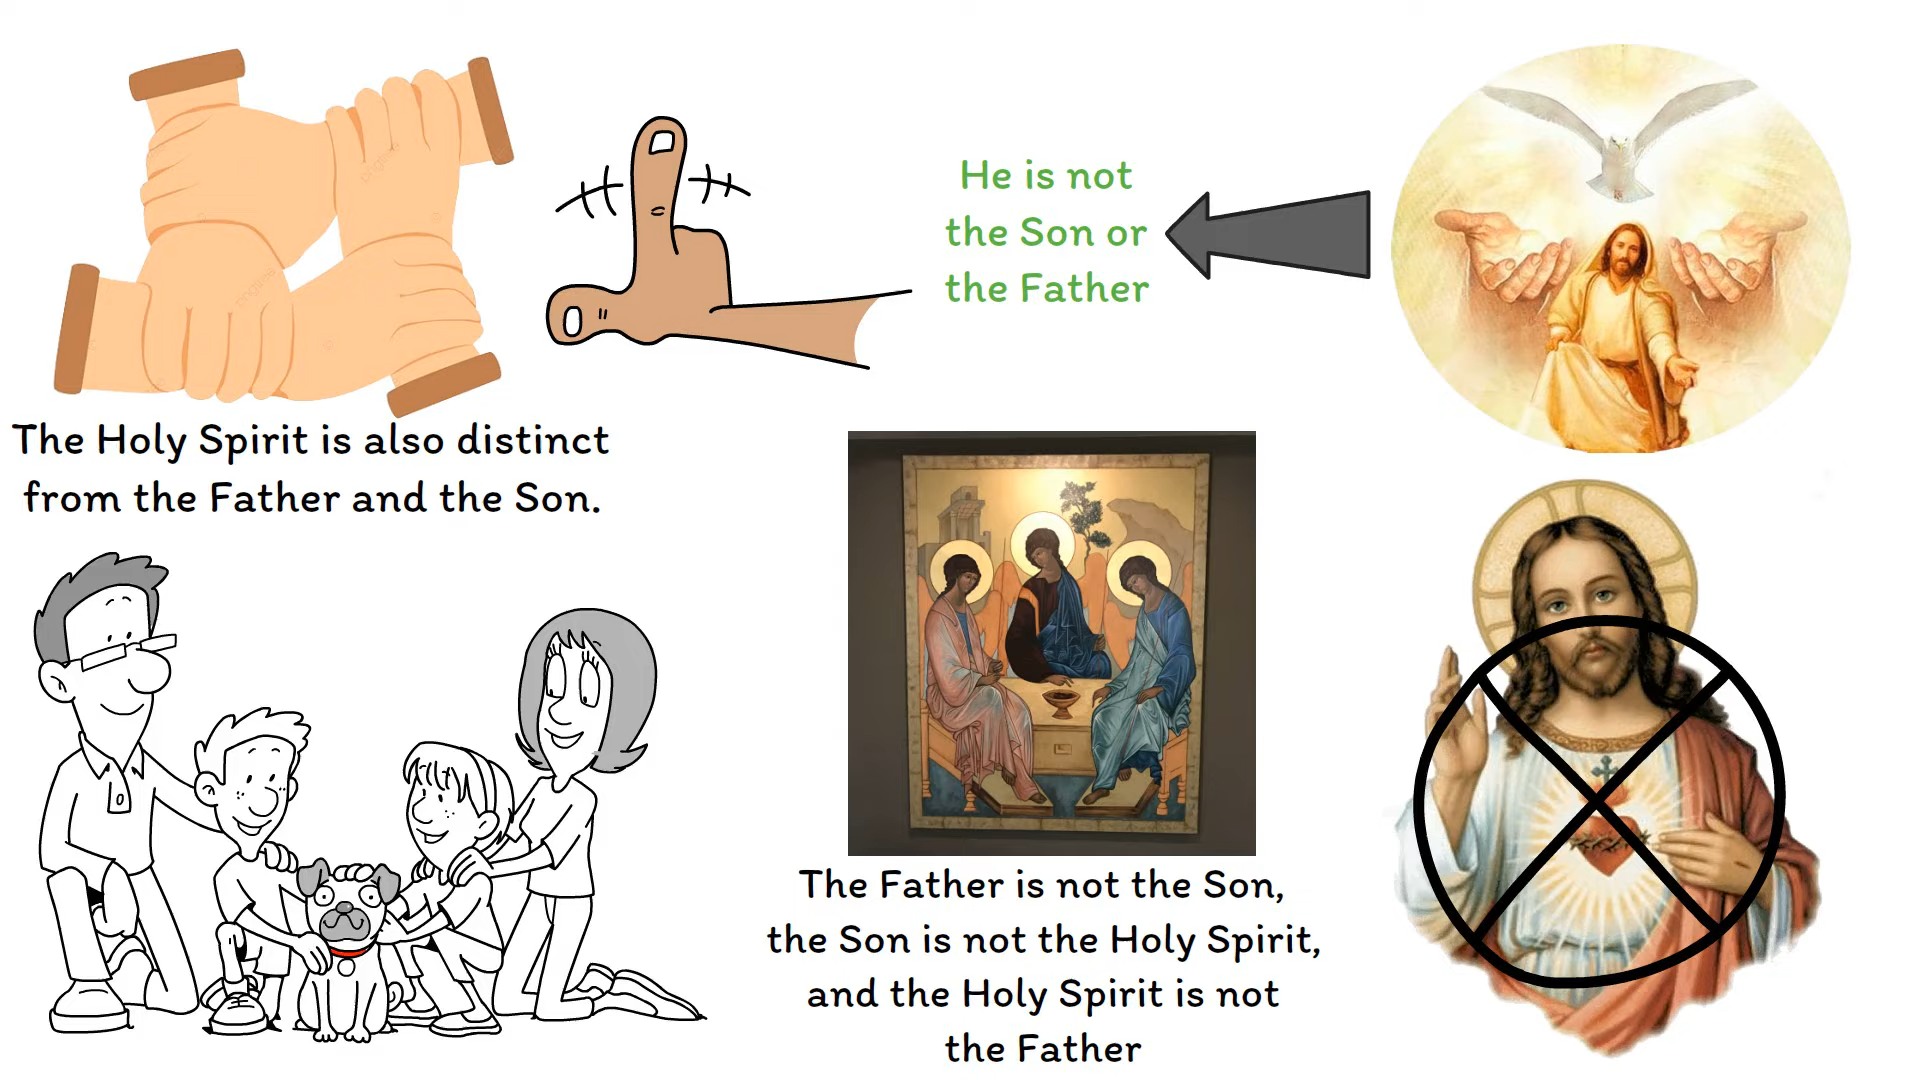 He is not
the Son or
the Father
The Holy Spirit is also distinct
from the Father and the Son.
The Father is not the Son,
the Son is not the Holy Spirit,
and the Holy Spirit is not
the Father